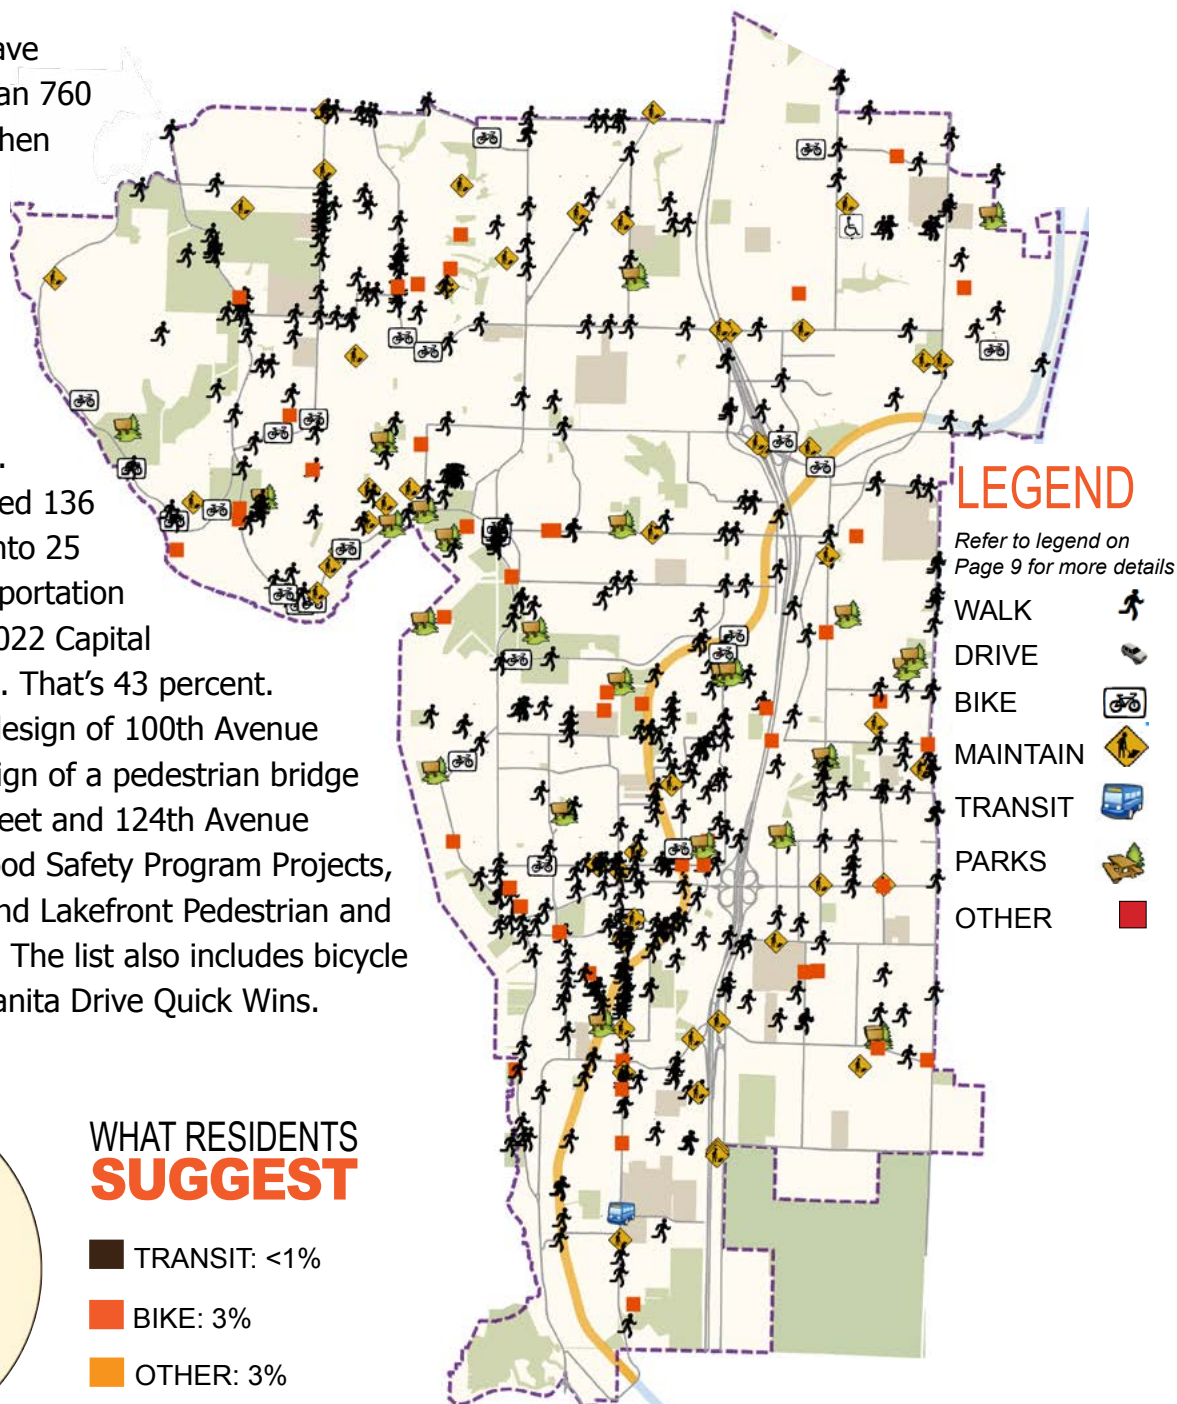 ave
an 760
hen
.
ed 136
nto 25
portation
022 Capital
. That's 43 percent.
design of 100th Avenue
ign of a pedestrian bridge
reet and 124th Avenue
ood Safety Program Projects,
nd Lakefront Pedestrian and
. The list also includes bicycle
anita Drive Quick Wins.
LEGEND
Refer to legend on
Page 9 for more details
WALK
DRIVE
BIKE
MAINTAIN
TRANSIT
PARKS
OTHER
WHAT RESIDENTS
SUGGEST
TRANSIT: <1%
BIKE: 3%
OTHER: 3%